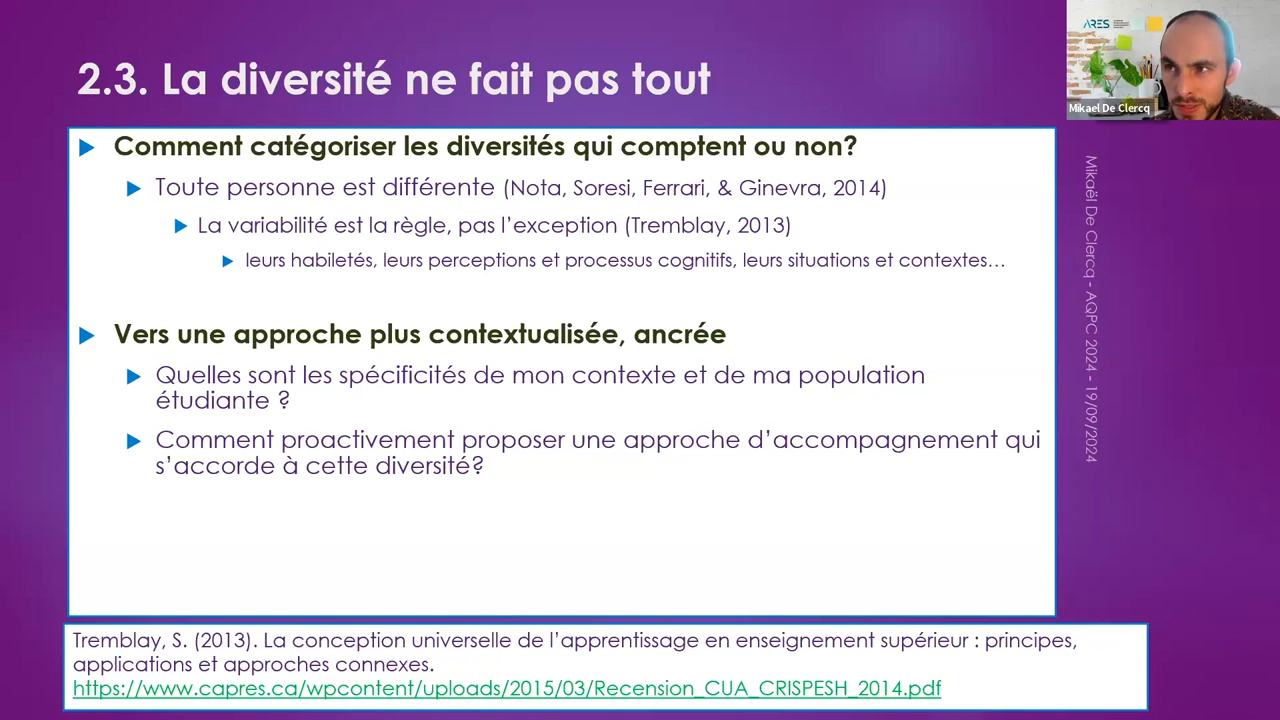 2.3. La diversité ne fait pas tout
ARES
Mikael De Clercq
Comment catégoriser les diversités qui comptent ou non?
Toute personne est différente (Nota, Soresi, Ferrari, & Ginevra, 2014)
La variabilité est la règle, pas l’exception (Tremblay, 2013)
leurs habiletés, leurs perceptions et processus cognitifs, leurs situations et contextes…
Vers une approche plus contextualisée, ancrée
Quelles sont les spécificités de mon contexte et de ma population
étudiante ?
Comment proactivement proposer une approche d’accompagnement qui
s’accorde à cette diversité?
Mikaël De Clercq - AQPC 2024 - 19/09/2024
Tremblay, S. (2013). La conception universelle de l’apprentissage en enseignement supérieur : principes,
applications et approches connexes.
https://www.capres.ca/wpcontent/uploads/2015/03/Recension_CUA_CRISPESH_2014.pdf